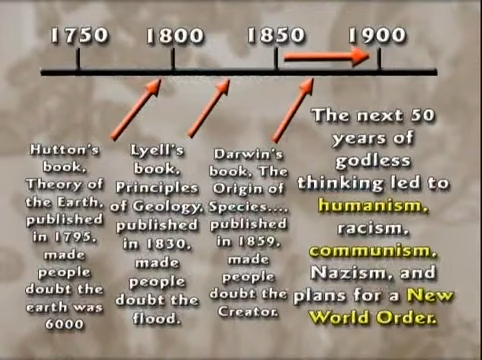 1750 1800 1850 1900
Hutton's
book,
Theory of
the Earth,
published
in 1795,
made
people
doubt the
earth was
6000
Lyell's
book,
Principles
of Geology,
published
in 1830,
made
people
doubt the
flood.
Darwin's
book, The
Origin of
Species...,
published
in 1859,
made
people
doubt the
Creator.
The next 50
years of
godless
thinking led to
humanism,
racism,
communism,
Nazism, and
plans for a New
World Order.